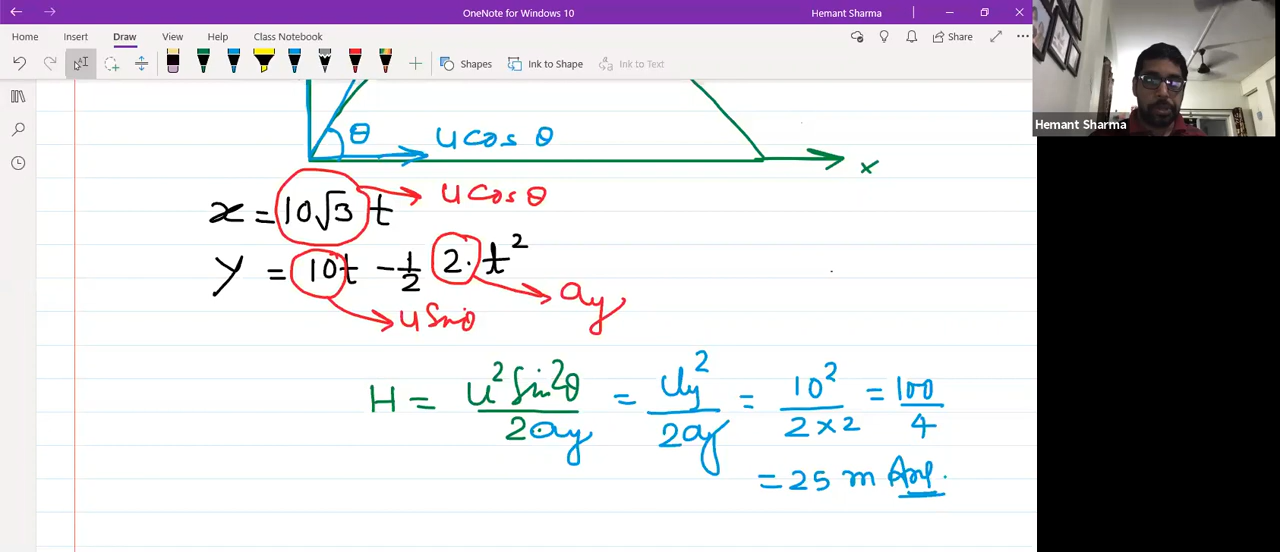 OneNote for Windows 10
Hemant Sharma
Home Insert Draw View Help Class Notebook
Share
Shapes Ink to Shape Ink to Text
Hemant Sharma
θ
u cos θ
x
x = 10√3 t
u cos θ
y = 10t - 1/2 2. t²
ay
u Sinθ
H = u² Sin²θ / 2ay = Uy² / 2ay = 10² / 2 × 2 = 100 / 4
= 25 m Ans.